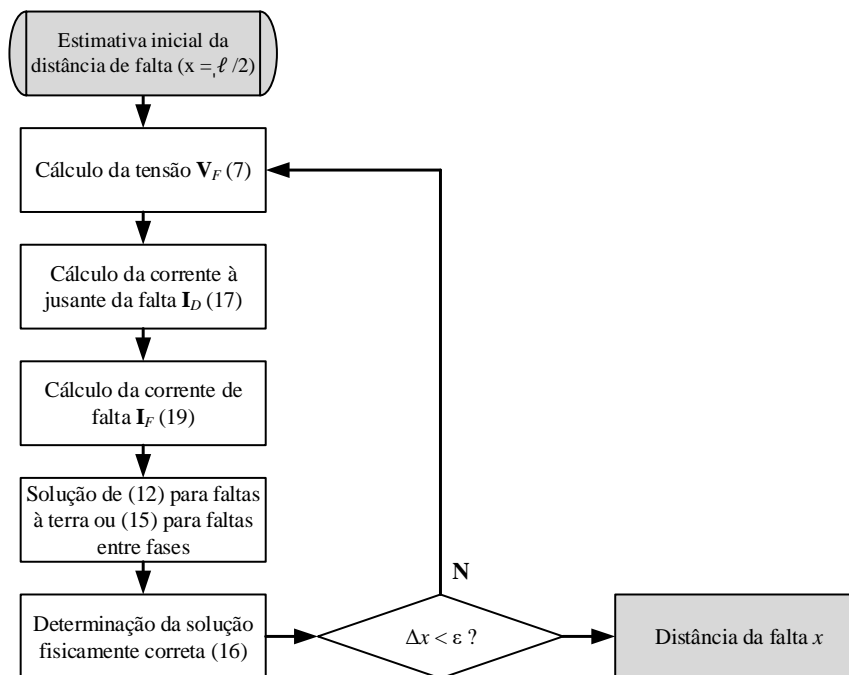 Estimativa inicial da
distância de falta (x = ℓ /2)
Cálculo da tensão V_F (7)
Cálculo da corrente à
jusante da falta I_D (17)
Cálculo da corrente de
falta I_F (19)
Solução de (12) para faltas
à terra ou (15) para faltas
entre fases
N
Determinação da solução
fisicamente correta (16)
Δx < ε ?
Distância da falta x